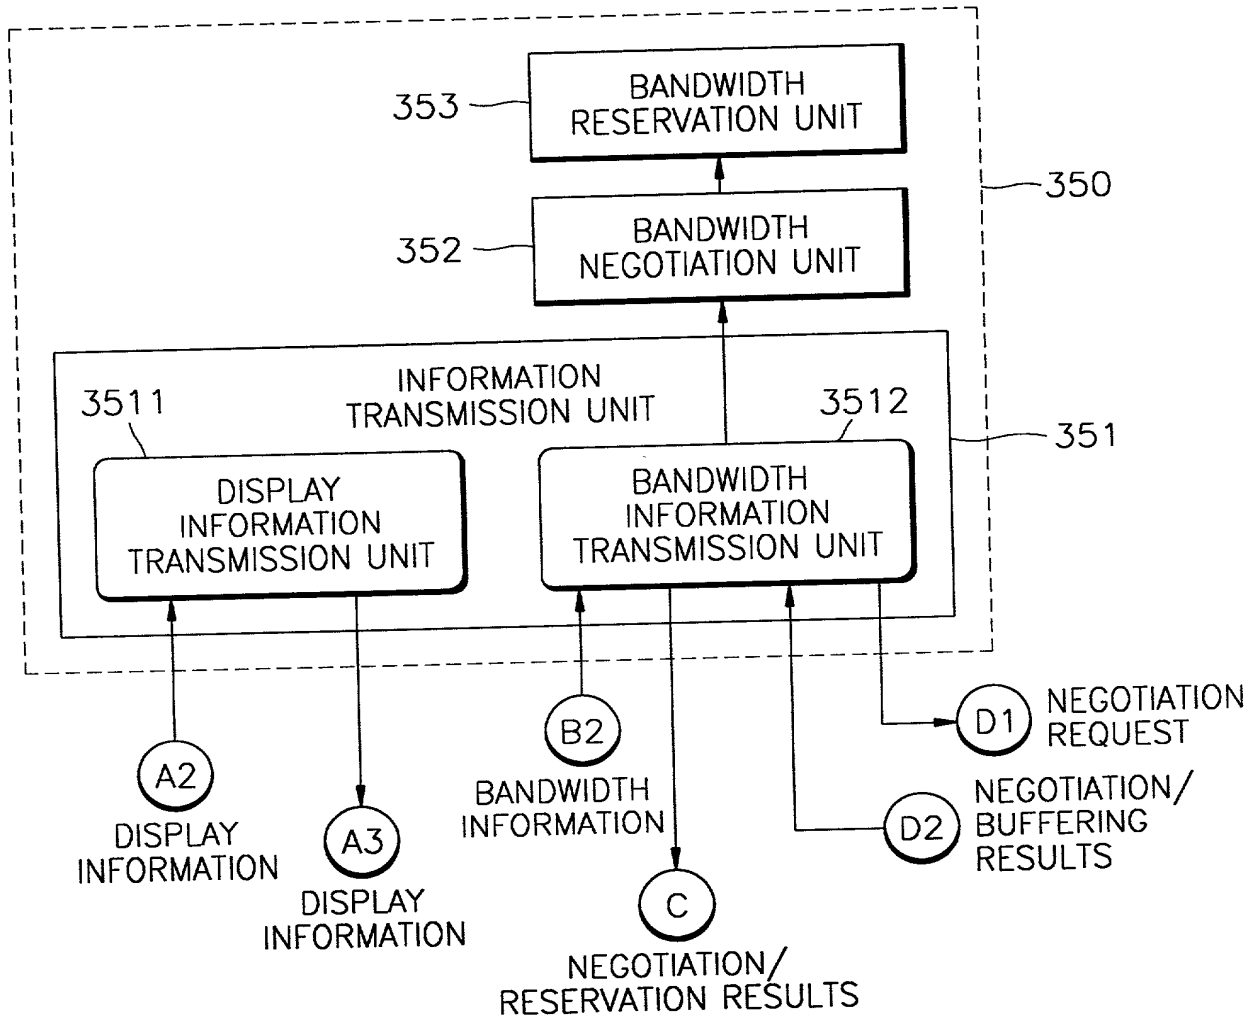 353
BANDWIDTH
RESERVATION UNIT
350
352
BANDWIDTH
NEGOTIATION UNIT
3511
INFORMATION
TRANSMISSION UNIT
3512
351
DISPLAY
INFORMATION
TRANSMISSION UNIT
BANDWIDTH
INFORMATION
TRANSMISSION UNIT
A2
DISPLAY
INFORMATION
A3
DISPLAY
INFORMATION
B2
BANDWIDTH
INFORMATION
C
NEGOTIATION/
RESERVATION RESULTS
D1
NEGOTIATION
REQUEST
D2
NEGOTIATION/
BUFFERING
RESULTS